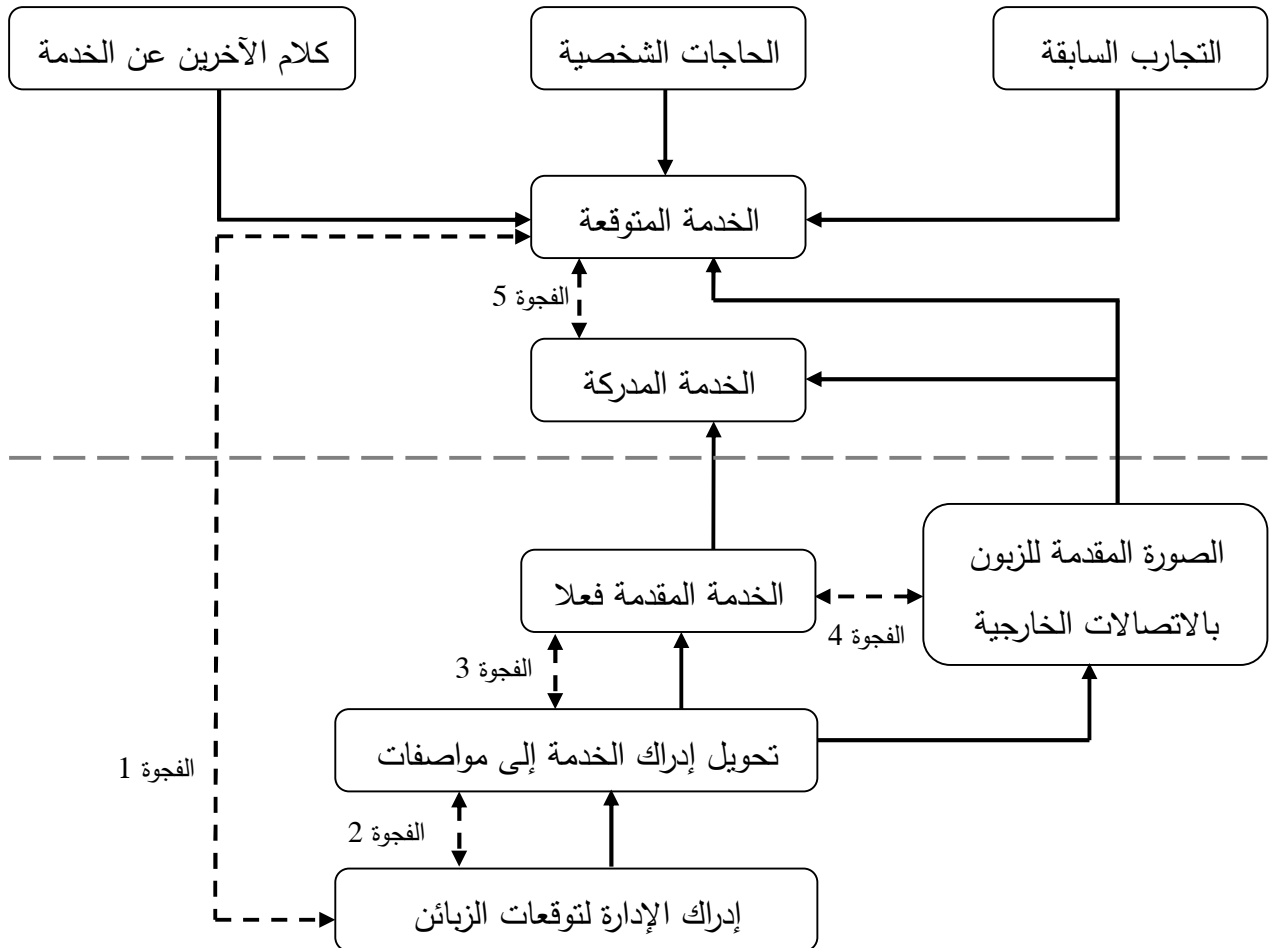 التجارب السابقة
الحاجات الشخصية
كلام الآخرين عن الخدمة
الخدمة المتوقعة
الفجوة 5
الخدمة المدركة
الصورة المقدمة للزبون
بالاتصالات الخارجية
الخدمة المقدمة فعلا
الفجوة 4
الفجوة 3
تحويل إدراك الخدمة إلى مواصفات
الفجوة 1
الفجوة 2
إدراك الإدارة لتوقعات الزبائن